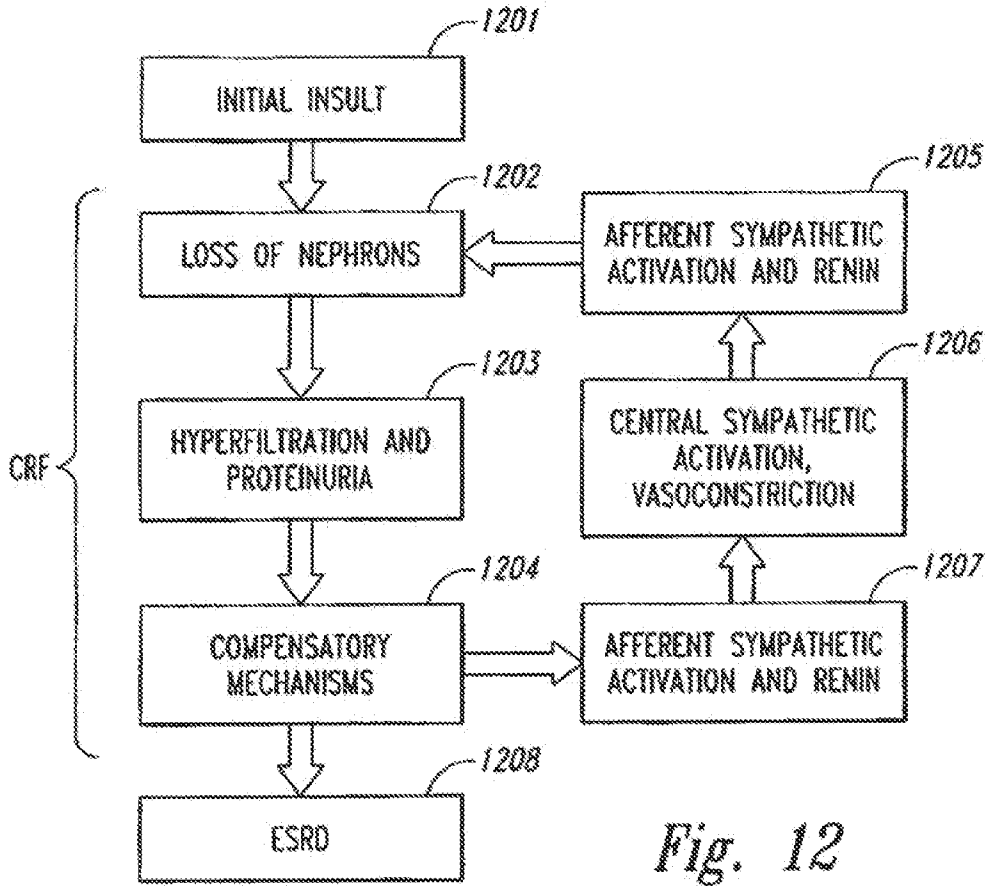 1201
INITIAL INSULT
1202
LOSS OF NEPHRONS
1203
HYPERFILTRATION AND
PROTEINURIA
CRF
1204
COMPENSATORY
MECHANISMS
1205
AFFERENT SYMPATHETIC
ACTIVATION AND RENIN
1206
CENTRAL SYMPATHETIC
ACTIVATION,
VASOCONSTRICTION
1207
AFFERENT SYMPATHETIC
ACTIVATION AND RENIN
1208
ESRD
Fig. 12